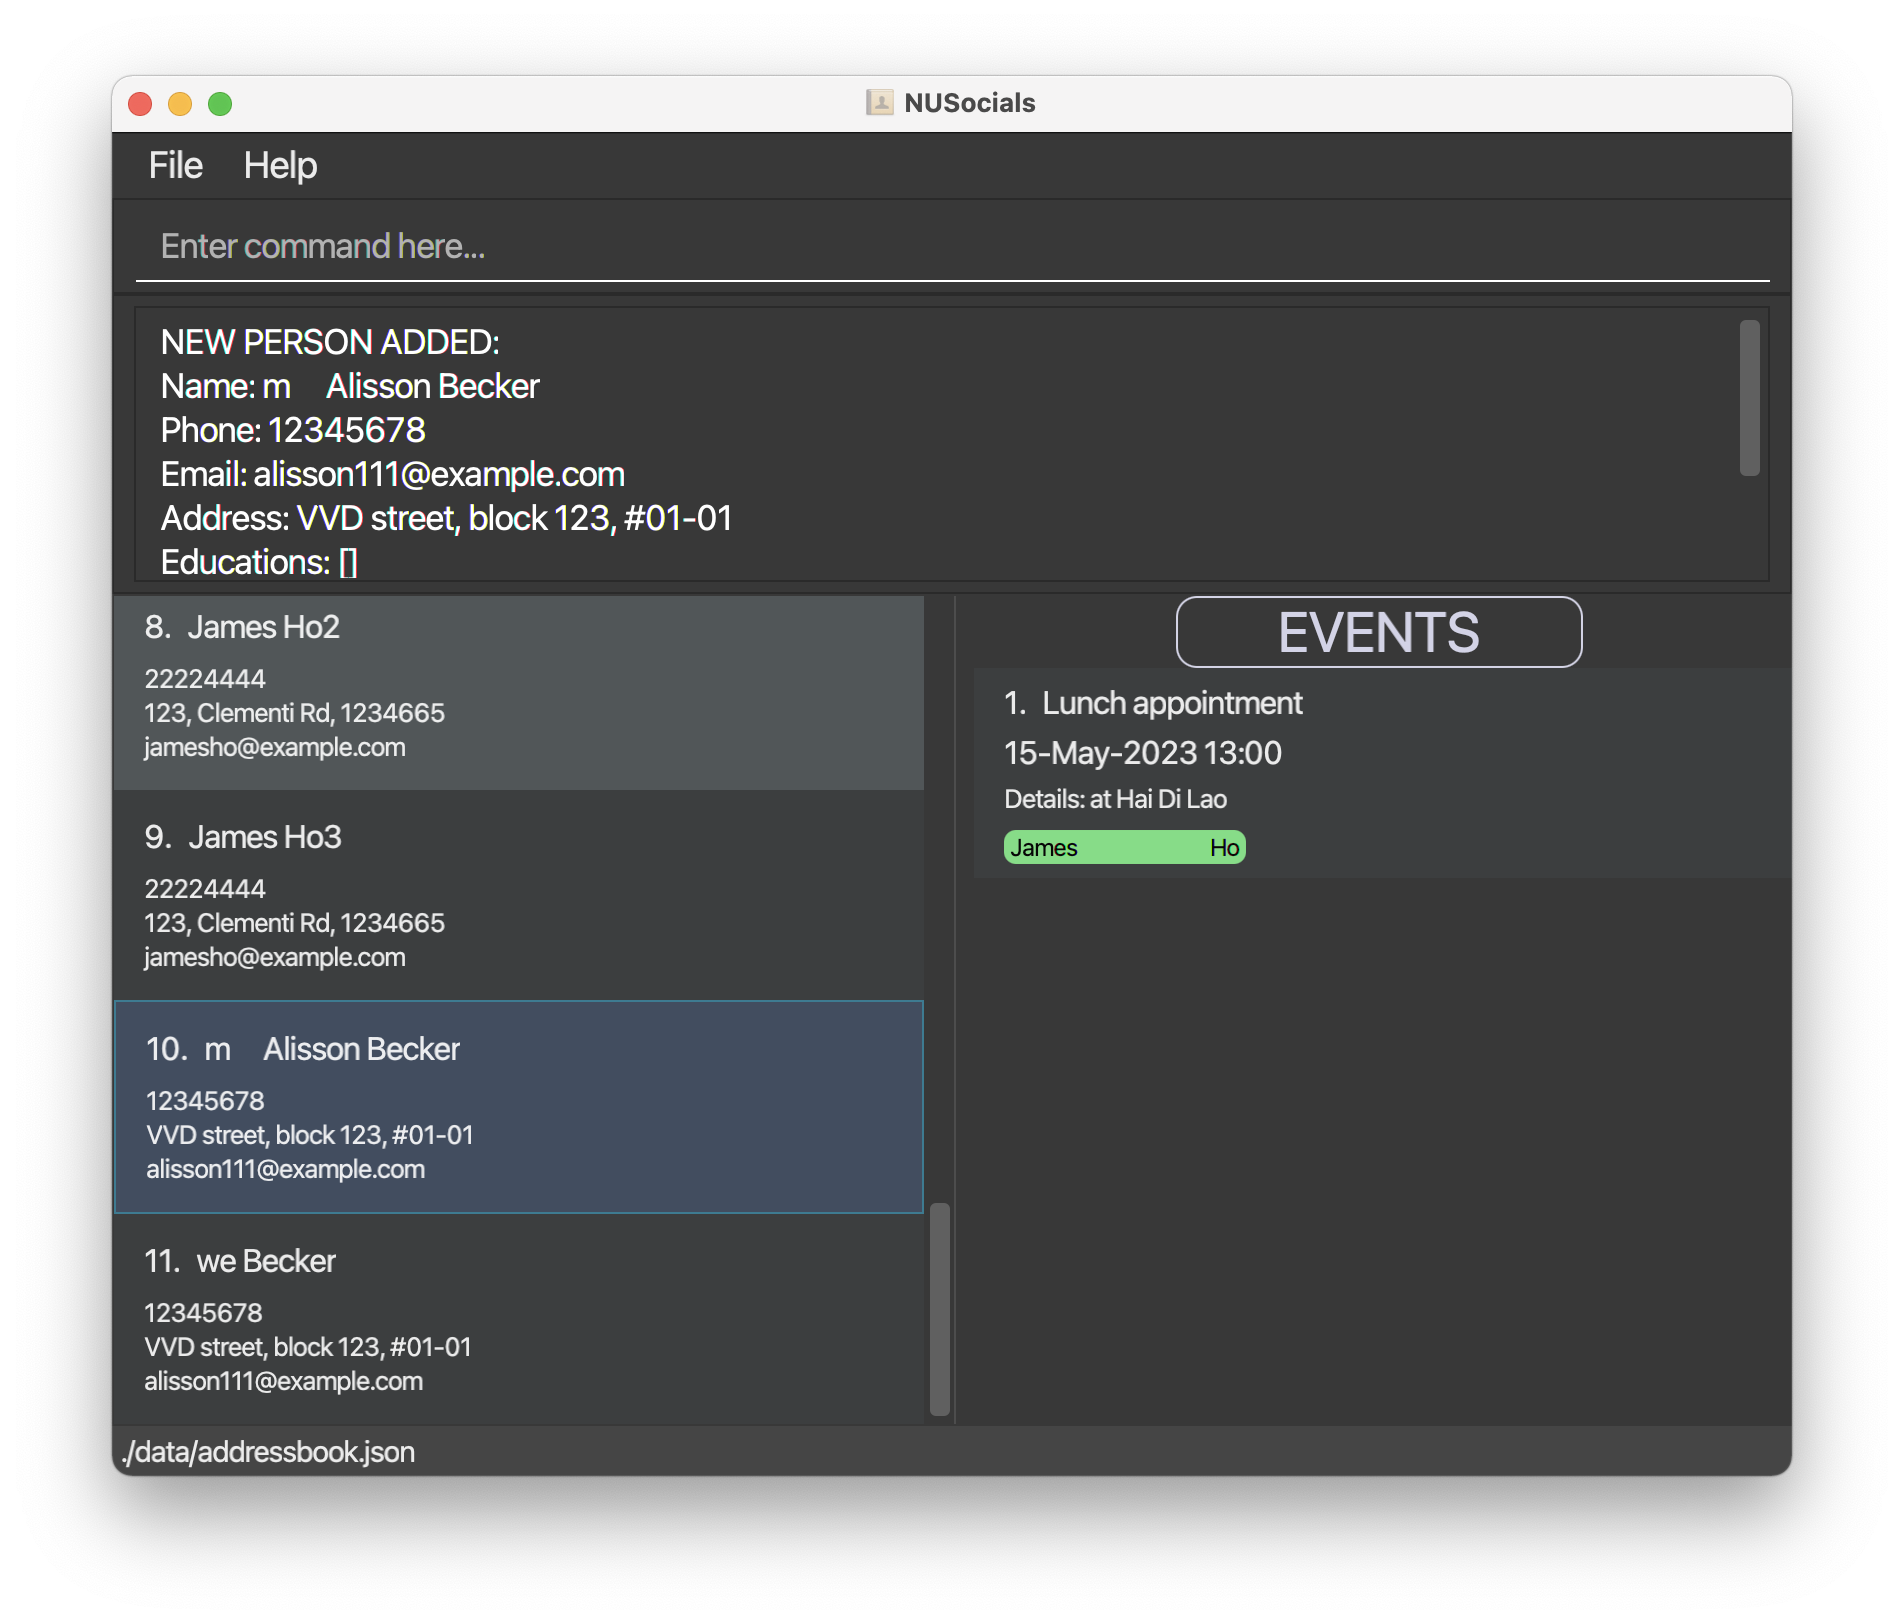 NUSocials
File Help
Enter command here...
NEW PERSON ADDED:
Name: m     Alisson Becker
Phone: 12345678
Email: alisson111@example.com
Address: VVD street, block 123, #01-01
Educations: []
8. James Ho2
22224444
123, Clementi Rd, 1234665
jamesho@example.com
9. James Ho3
22224444
123, Clementi Rd, 1234665
jamesho@example.com
10. m     Alisson Becker
12345678
VVD street, block 123, #01-01
alisson111@example.com
11. we Becker
12345678
VVD street, block 123, #01-01
alisson111@example.com
EVENTS
1. Lunch appointment
15-May-2023 13:00
Details: at Hai Di Lao
James                    Ho
./data/addressbook.json